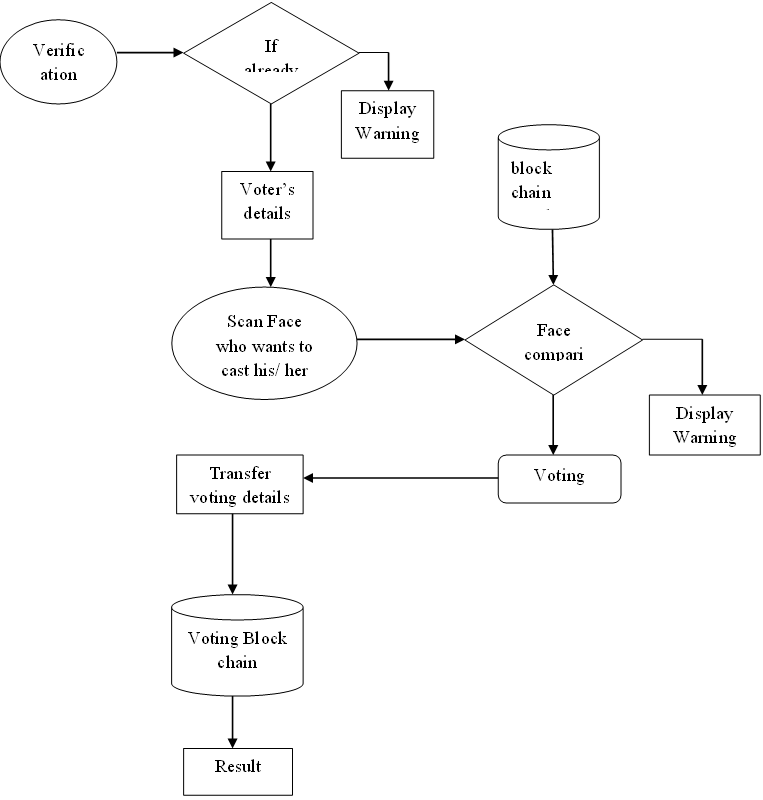 Verific
ation
If
already
Display
Warning
Voter's
details
block
chain
Scan Face
who wants to
cast his/ her
Face
compari
Display
Warning
Transfer
voting details
Voting
Voting Block
chain
Result